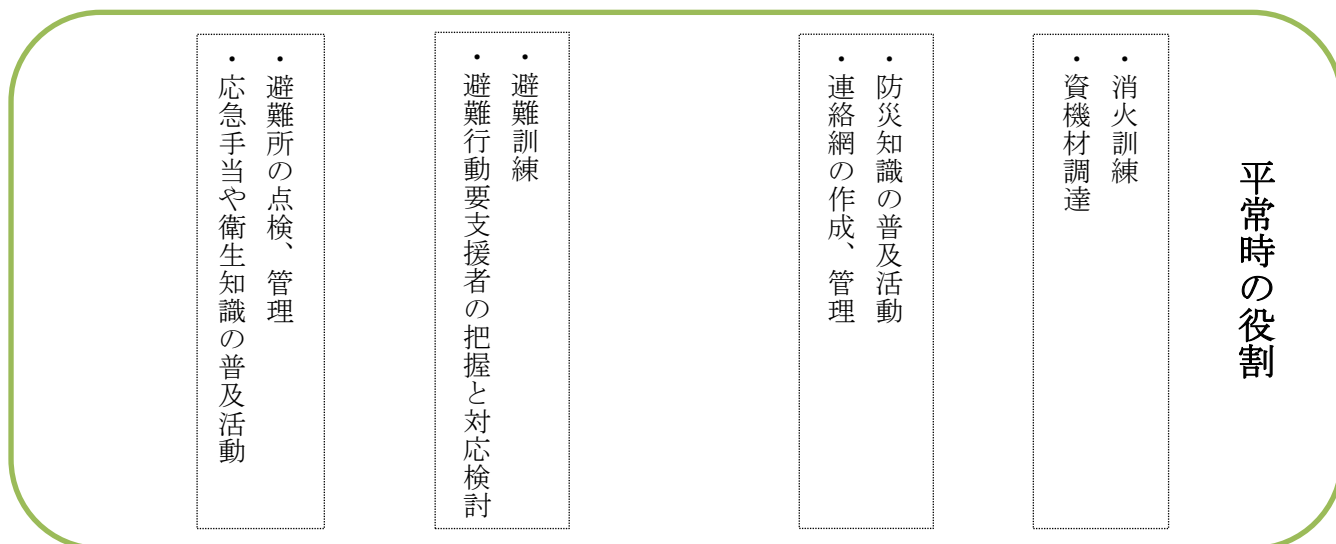 平常時の役割
・消火訓練
・資機材調達
・防災知識の普及活動
・連絡網の作成、管理
・避難訓練
・避難行動要支援者の把握と対応検討
・避難所の点検、管理
・応急手当や衛生知識の普及活動